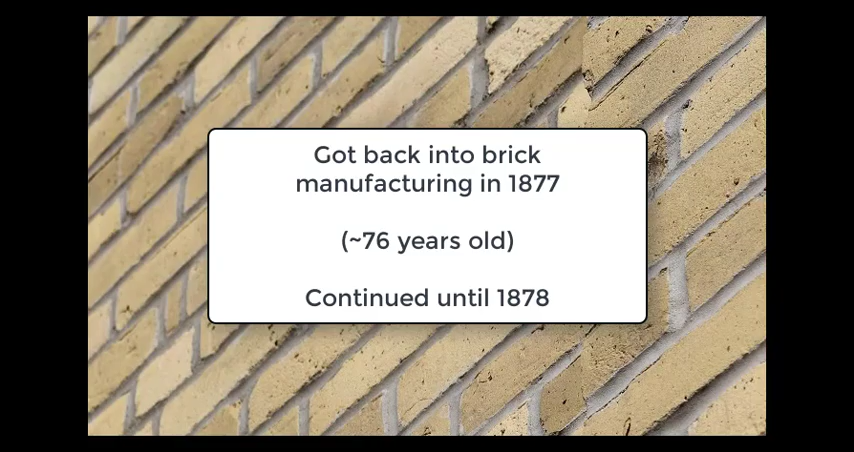 Got back into brick
manufacturing in 1877
(~76 years old)
Continued until 1878